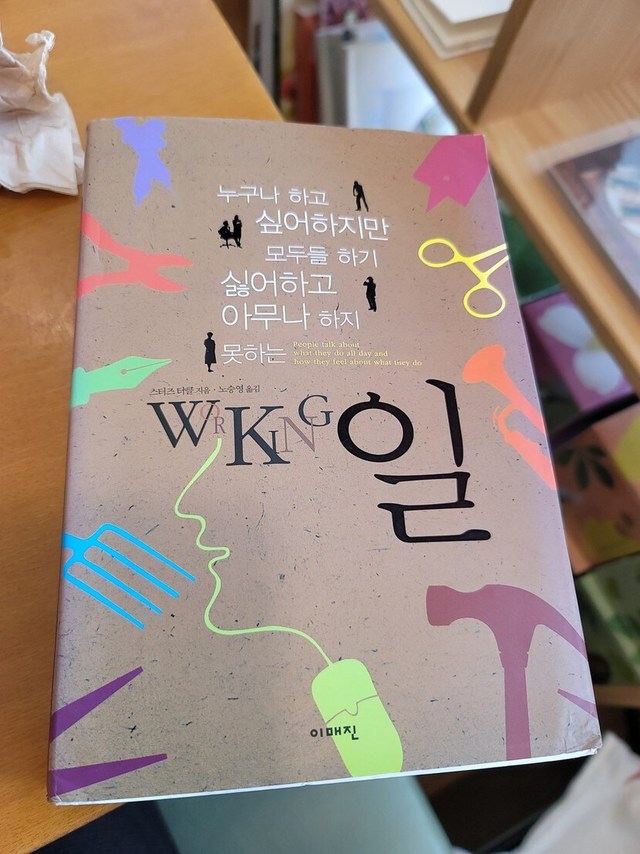 누구나 하고
싶어하지만
모두들 하기
싫어하고
아무나 하지
못하는
People talk about
what they do all day and
how they feel about what they do
스터즈 터클 지음 · 노승영 옮김
WORKING
일
이매진